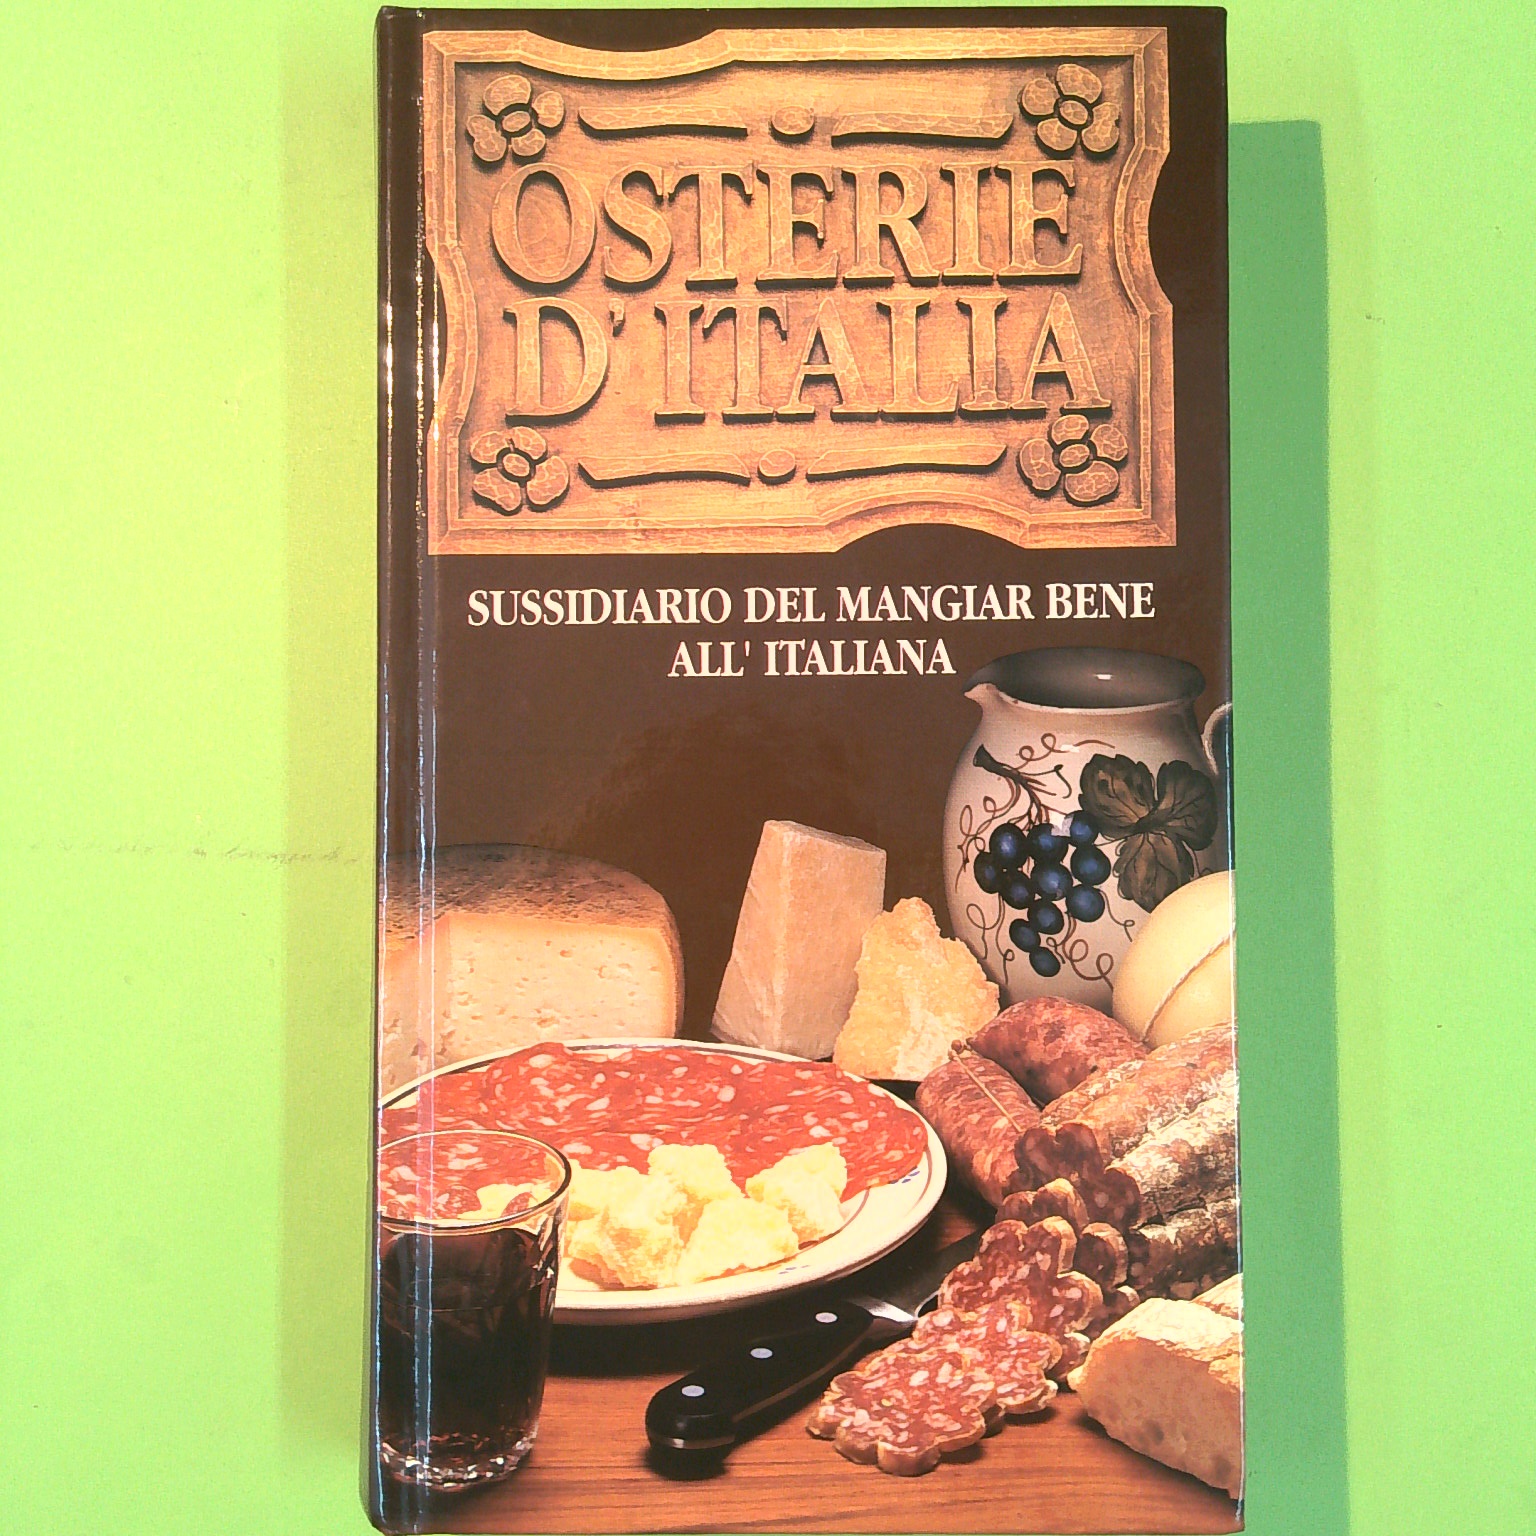 OSTERIE
D'ITALIA
SUSSIDIARIO DEL MANGIAR BENE
ALL' ITALIANA